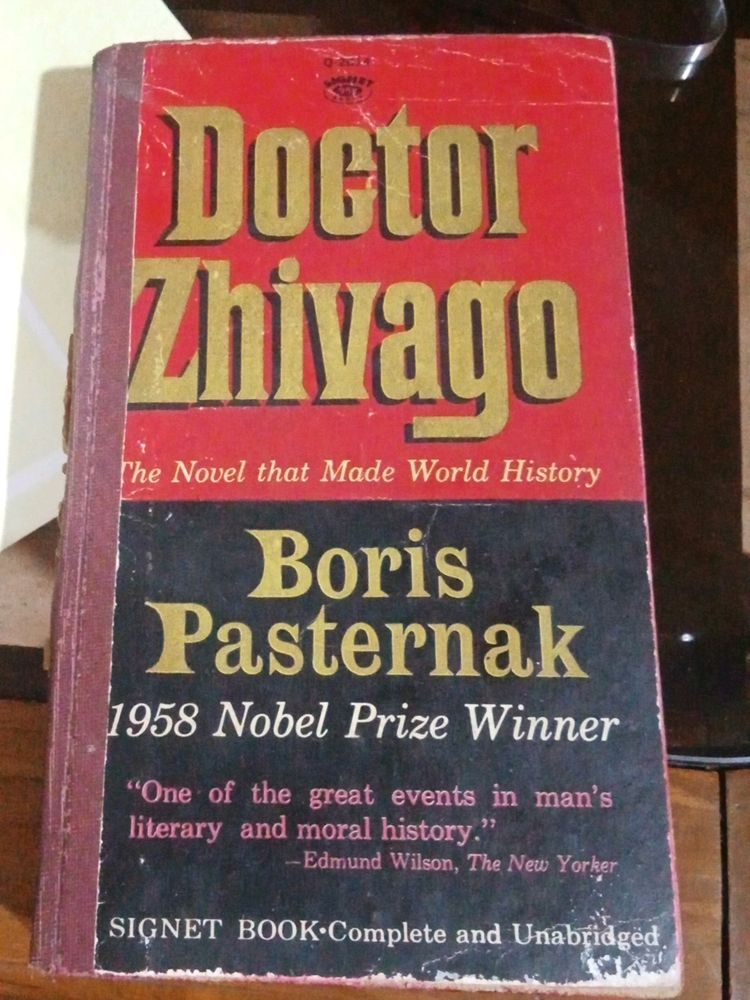 SIGNET
Doctor
Zhivago
The Novel that Made World History
Boris
Pasternak
1958 Nobel Prize Winner
"One of the great events in man's
literary and moral history."
—Edmund Wilson, The New Yorker
SIGNET BOOK•Complete and Unabridged